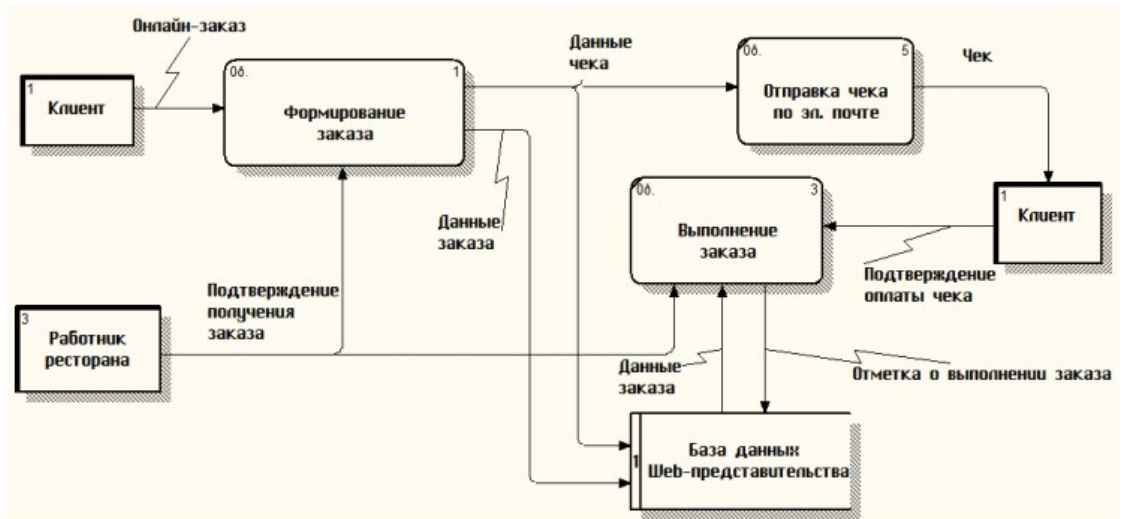 Онлайн-заказ
1
Клиент
0б.
1
Формирование
заказа
Данные
чека
0б.
5
Отправка чека
по эл. почте
Чек
1
Клиент
Данные
заказа
0б.
3
Выполнение
заказа
Подтверждение
оплаты чека
Подтверждение
получения
заказа
3
Работник
ресторана
Данные
заказа
Отметка о выполнении заказа
1
База данных
Web-представительства